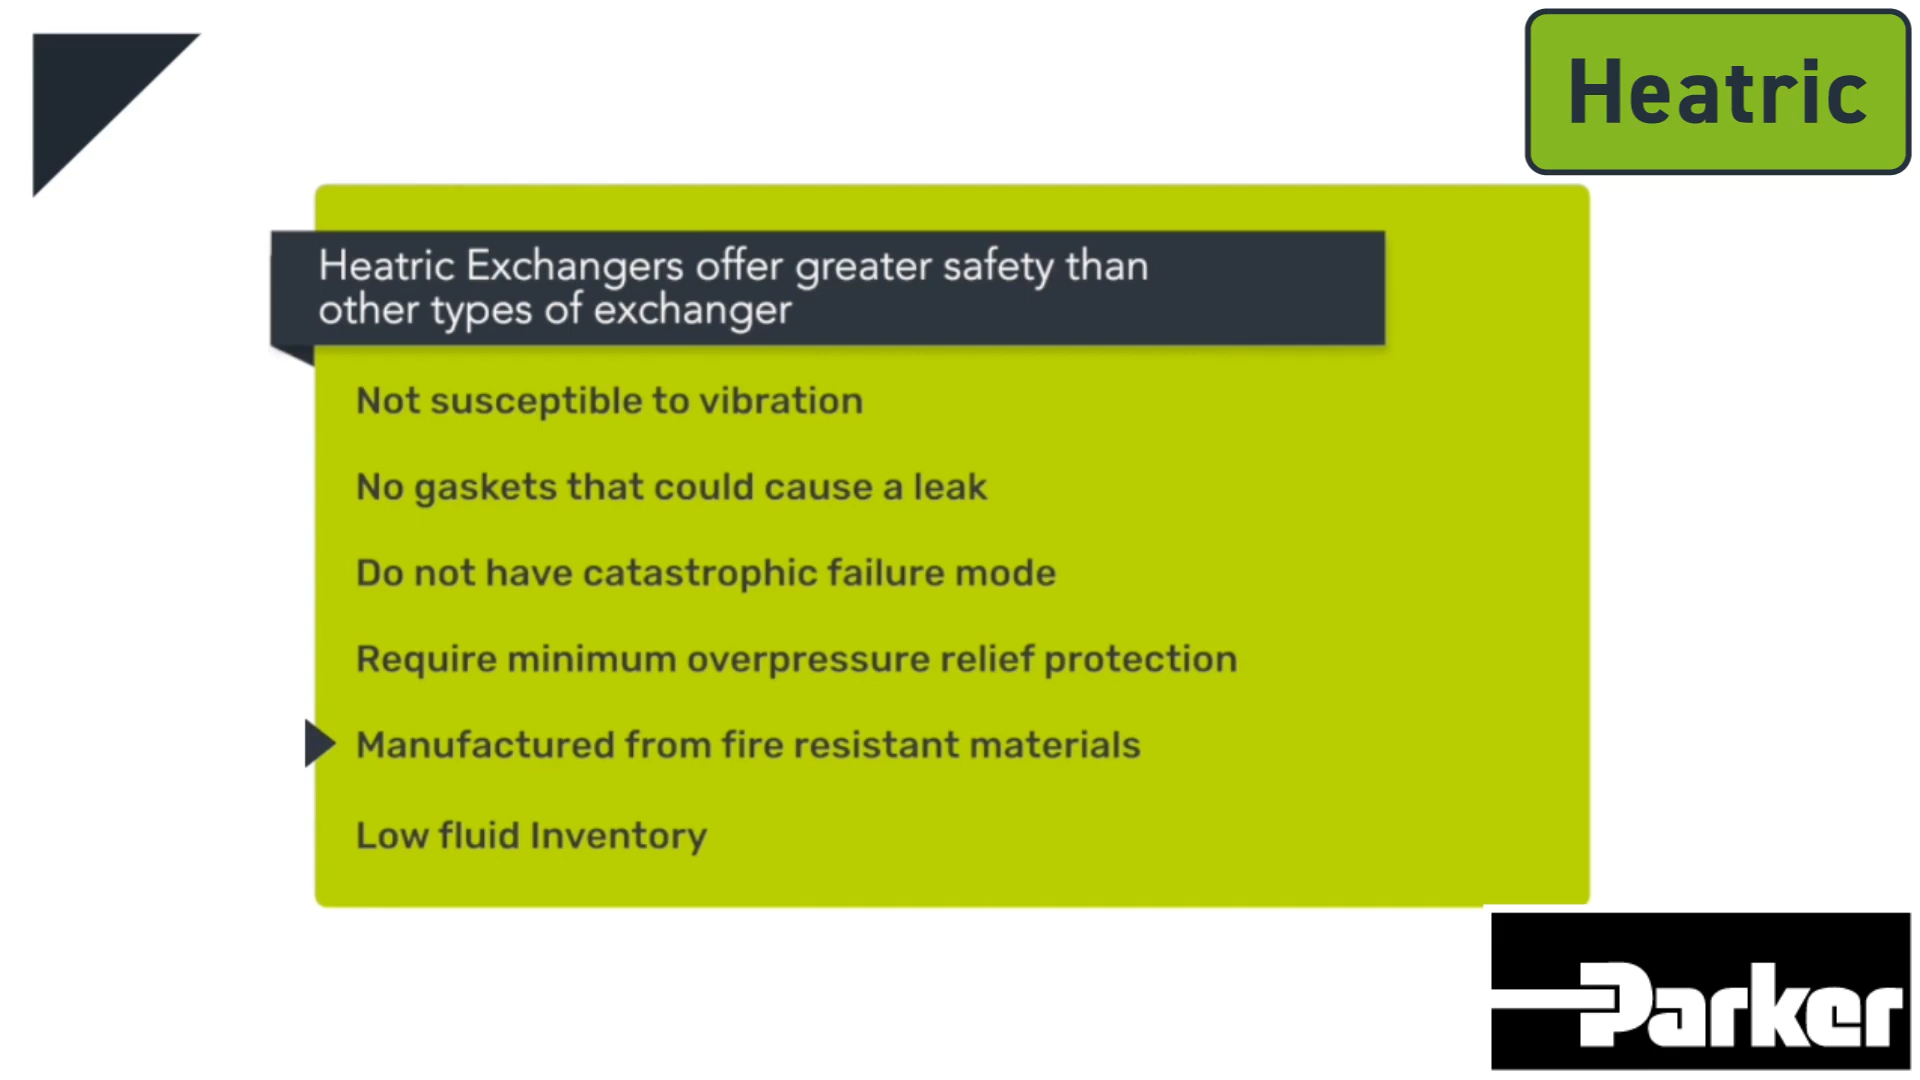 Heatric
Heatric Exchangers offer greater safety than
other types of exchanger
Not susceptible to vibration
No gaskets that could cause a leak
Do not have catastrophic failure mode
Require minimum overpressure relief protection
Manufactured from fire resistant materials
Low fluid Inventory
Parker